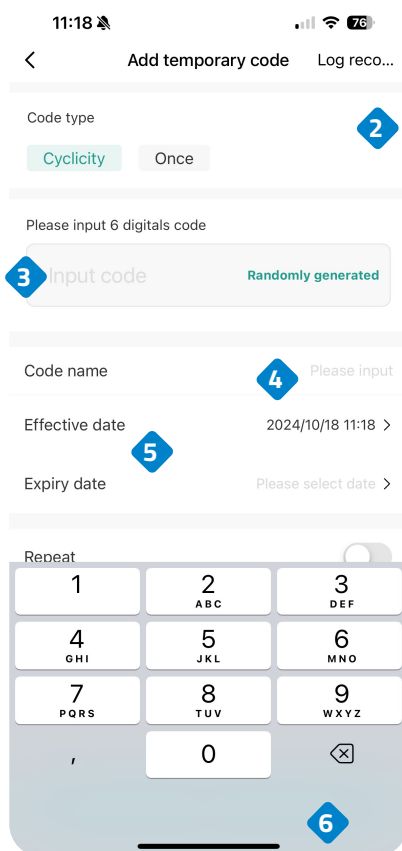 11:18 76
Add temporary code Log reco...
Code type
2
Cyclicity Once
Please input 6 digitals code
3 Input code Randomly generated
Code name 4 Please input
Effective date 2024/10/18 11:18
5
Expiry date Please select date
Repeat
1 2 3
ABC DEF
4 5 6
GHI JKL MNO
7 8 9
PQRS TUV WXYZ
, 0
6